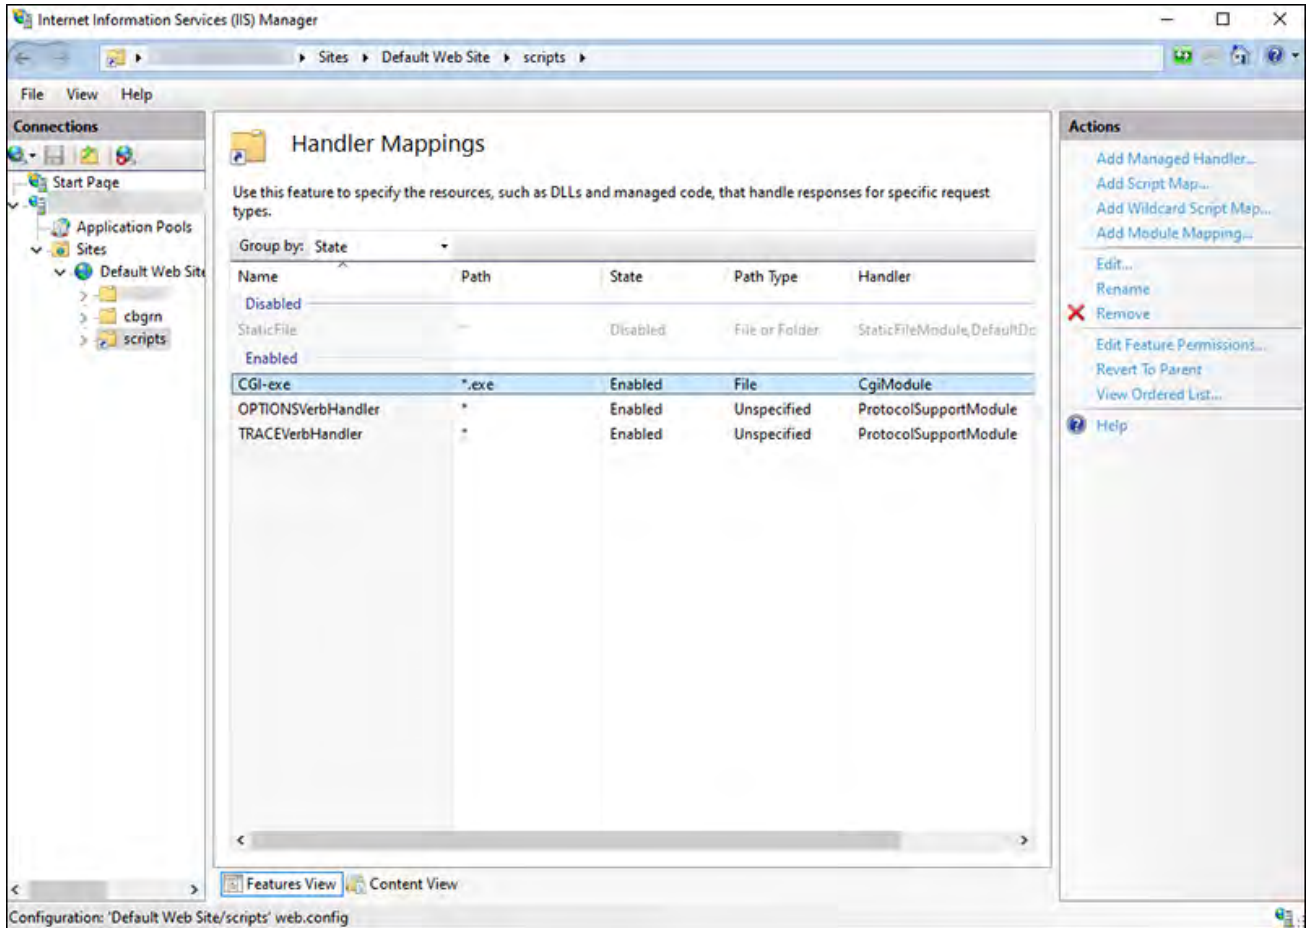 Internet Information Services (IIS) Manager
Sites Default Web Site scripts
File View Help
Connections
Start Page
Application Pools
Sites
Default Web Site
cbgrn
scripts
Handler Mappings
Use this feature to specify the resources, such as DLLs and managed code, that handle responses for specific request
types.
Group by: State
Name Path State Path Type Handler
Disabled
StaticFile * Disabled File or Folder StaticFileModule,DefaultDc
Enabled
CGI-exe *.exe Enabled File CgiModule
OPTIONSVerbHandler * Enabled Unspecified ProtocolSupportModule
TRACEVerbHandler * Enabled Unspecified ProtocolSupportModule
Features View Content View
Actions
Add Managed Handler...
Add Script Map...
Add Wildcard Script Map...
Add Module Mapping...
Edit...
Rename
Remove
Edit Feature Permissions...
Revert To Parent
View Ordered List...
Help
Configuration: 'Default Web Site/scripts' web.config